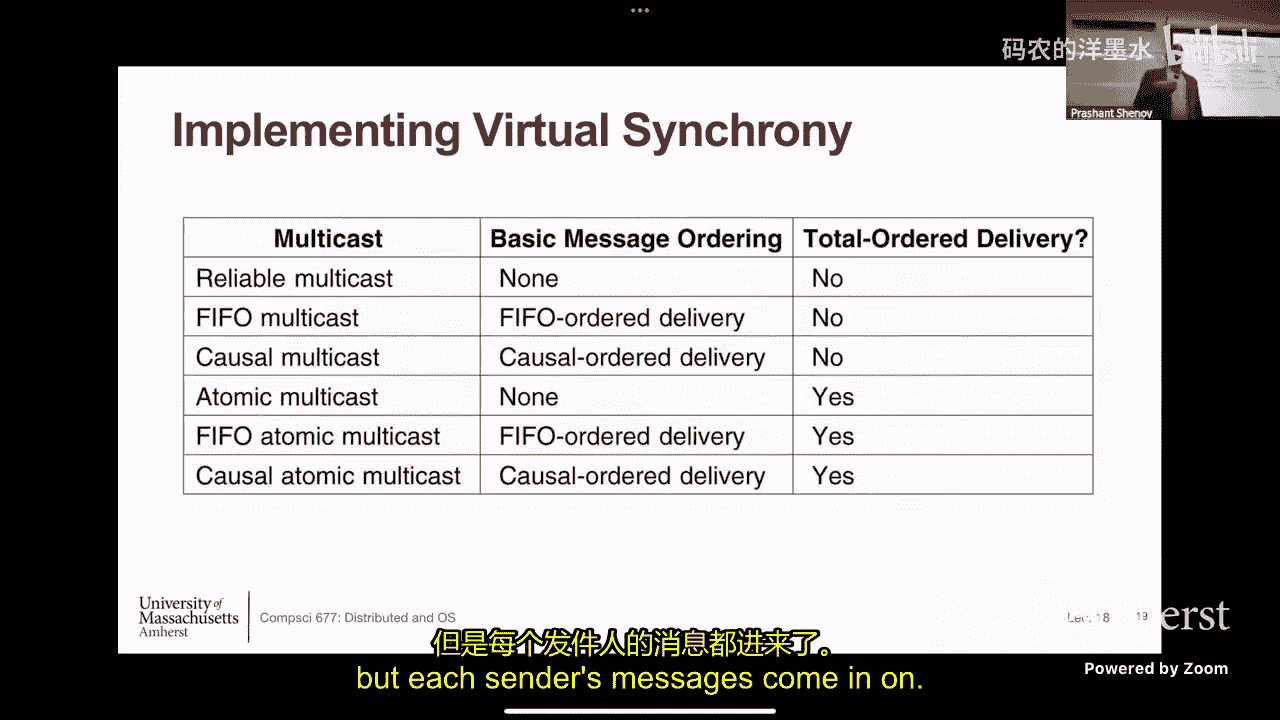 码农的洋墨水 bilibili
Prashant Shenoy
Implementing Virtual Synchrony
Multicast Basic Message Ordering Total-Ordered Delivery?
Reliable multicast None No
FIFO multicast FIFO-ordered delivery No
Causal multicast Causal-ordered delivery No
Atomic multicast None Yes
FIFO atomic multicast FIFO-ordered delivery Yes
Causal atomic multicast Causal-ordered delivery Yes
University of
Massachusetts
Amherst
Compsci 677: Distributed and OS
Lec. 18 19
erst
但是每个发件人的消息都进来了。
but each sender's messages come in on.
Powered by Zoom